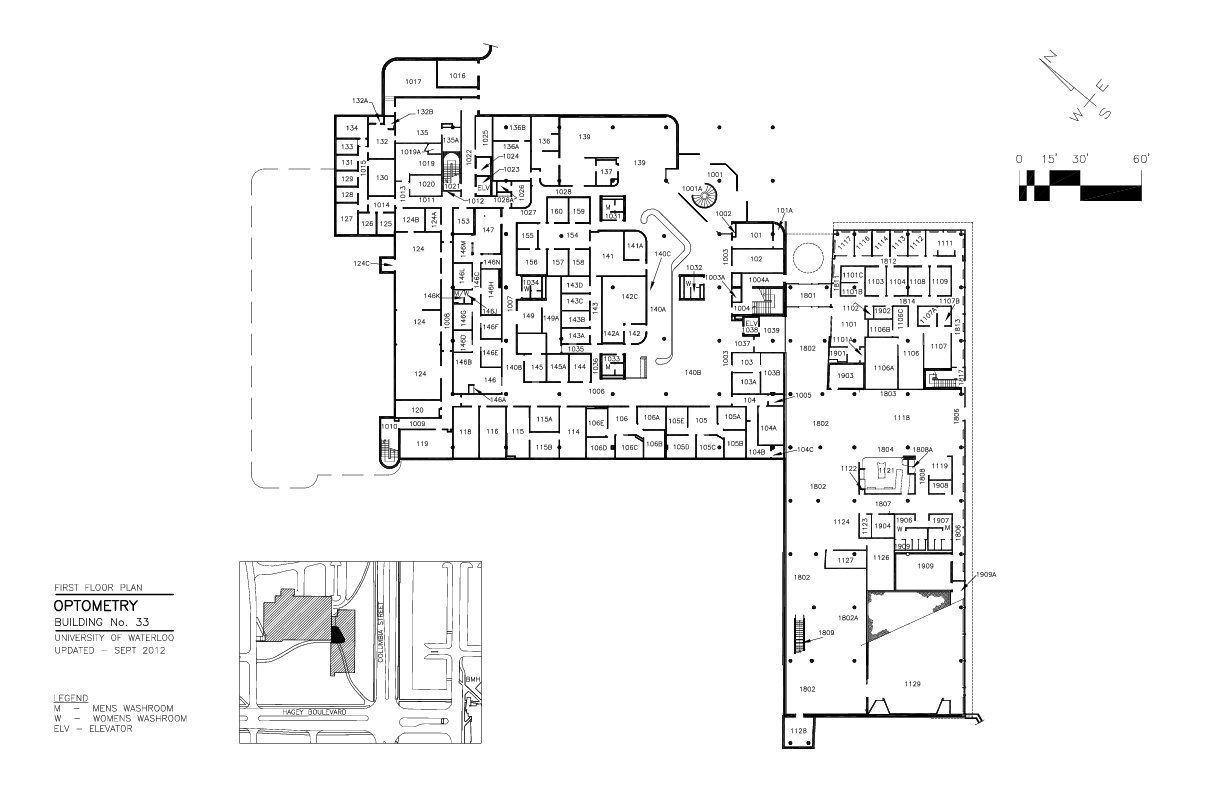 1017
1016
132A
132B
134
132
135
135A
1025
136B
136
139
133
1019A
136A
1022
1024
139
131
1015
1019
1023
137
1001
129
130
1020
1021
ELV
1026
1001A
128
1013
1012
1026A
1028
1014
1011
127
126
125
124B
124A
153
147
1027
160
159
M
1031
1002
101A
101
155
154
124
146M
146N
156
157
158
141
141A
140C
1003
102
124C
146L
146C
146H
1034
W
143D
142C
1032
W
1003A
1004A
M/W
146K
146J
1007
143C
143
140A
1004
124
1008
146G
146F
149
149A
143B
ELV
1038
1039
146D
143A
142A
142
1037
146B
146E
1035
1003
124
146
140B
145
145A
144
1036
1033
M
140B
103
103B
103A
146A
1006
104
1005
120
1010
1009
119
118
116
115
115A
115B
114
106E
106
106A
105E
105
105A
104A
106D
106C
106B
105D
105C
105B
104B
104C
1117
1116
1114
1113
1112
1111
1812
1811
1101C
1101B
1103
1104
1108
1109
1801
1814
1107B
1102
1902
1106C
1107A
1101
1106B
1813
1802
1101A
1901
1106
1107
1903
1106A
1817
1803
1802
1118
1806
1804
1808A
1122
1121
1119
1802
1808
1908
1807
1124
1123
1904
1906
W
1907
M
1806
1909
1127
1126
1909
1909A
1802
1802A
1809
1802
1129
1128
N
E
W
S
0 15' 30' 60'
FIRST FLOOR PLAN
OPTOMETRY
BUILDING No. 33
UNIVERSITY OF WATERLOO
UPDATED – SEPT 2012
LEGEND
M – MENS WASHROOM
W – WOMENS WASHROOM
ELV – ELEVATOR
COLUMBIA STREET
BMH
HAGEY BOULEVARD